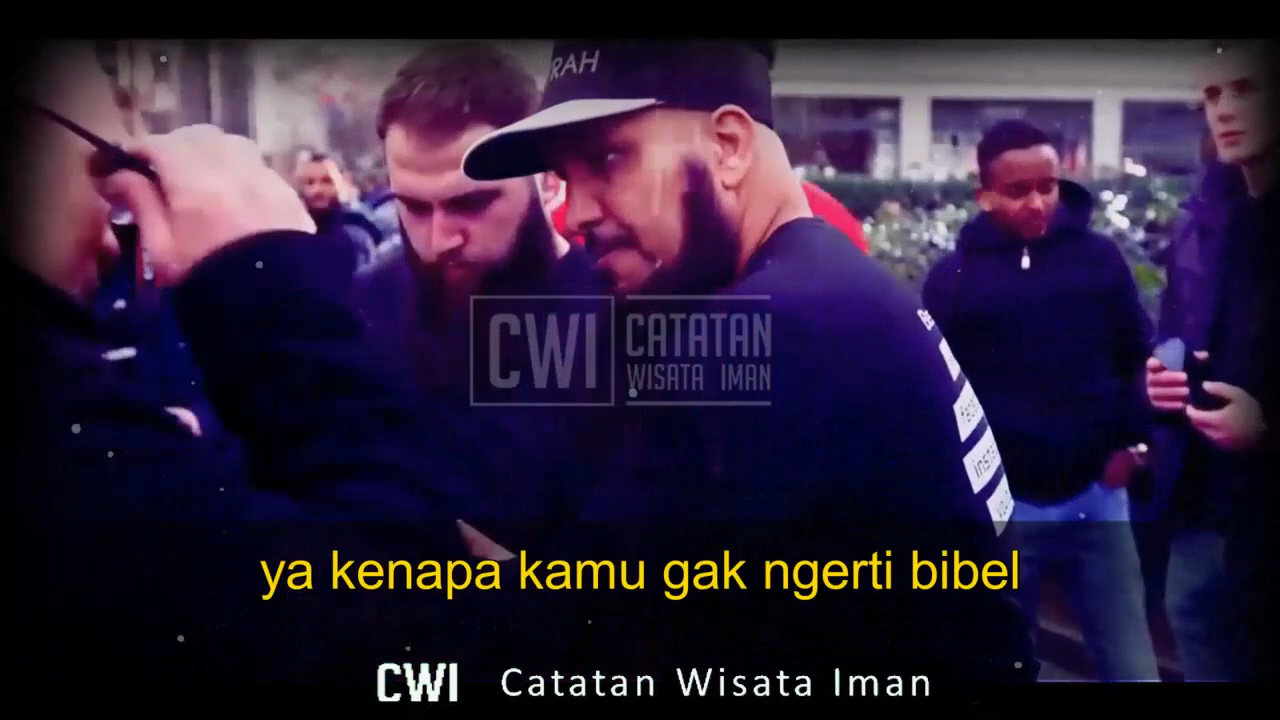 RAH
CWI
CATATAN
WISATA IMAN
ya kenapa kamu gak ngerti bibel
CWI Catatan Wisata Iman